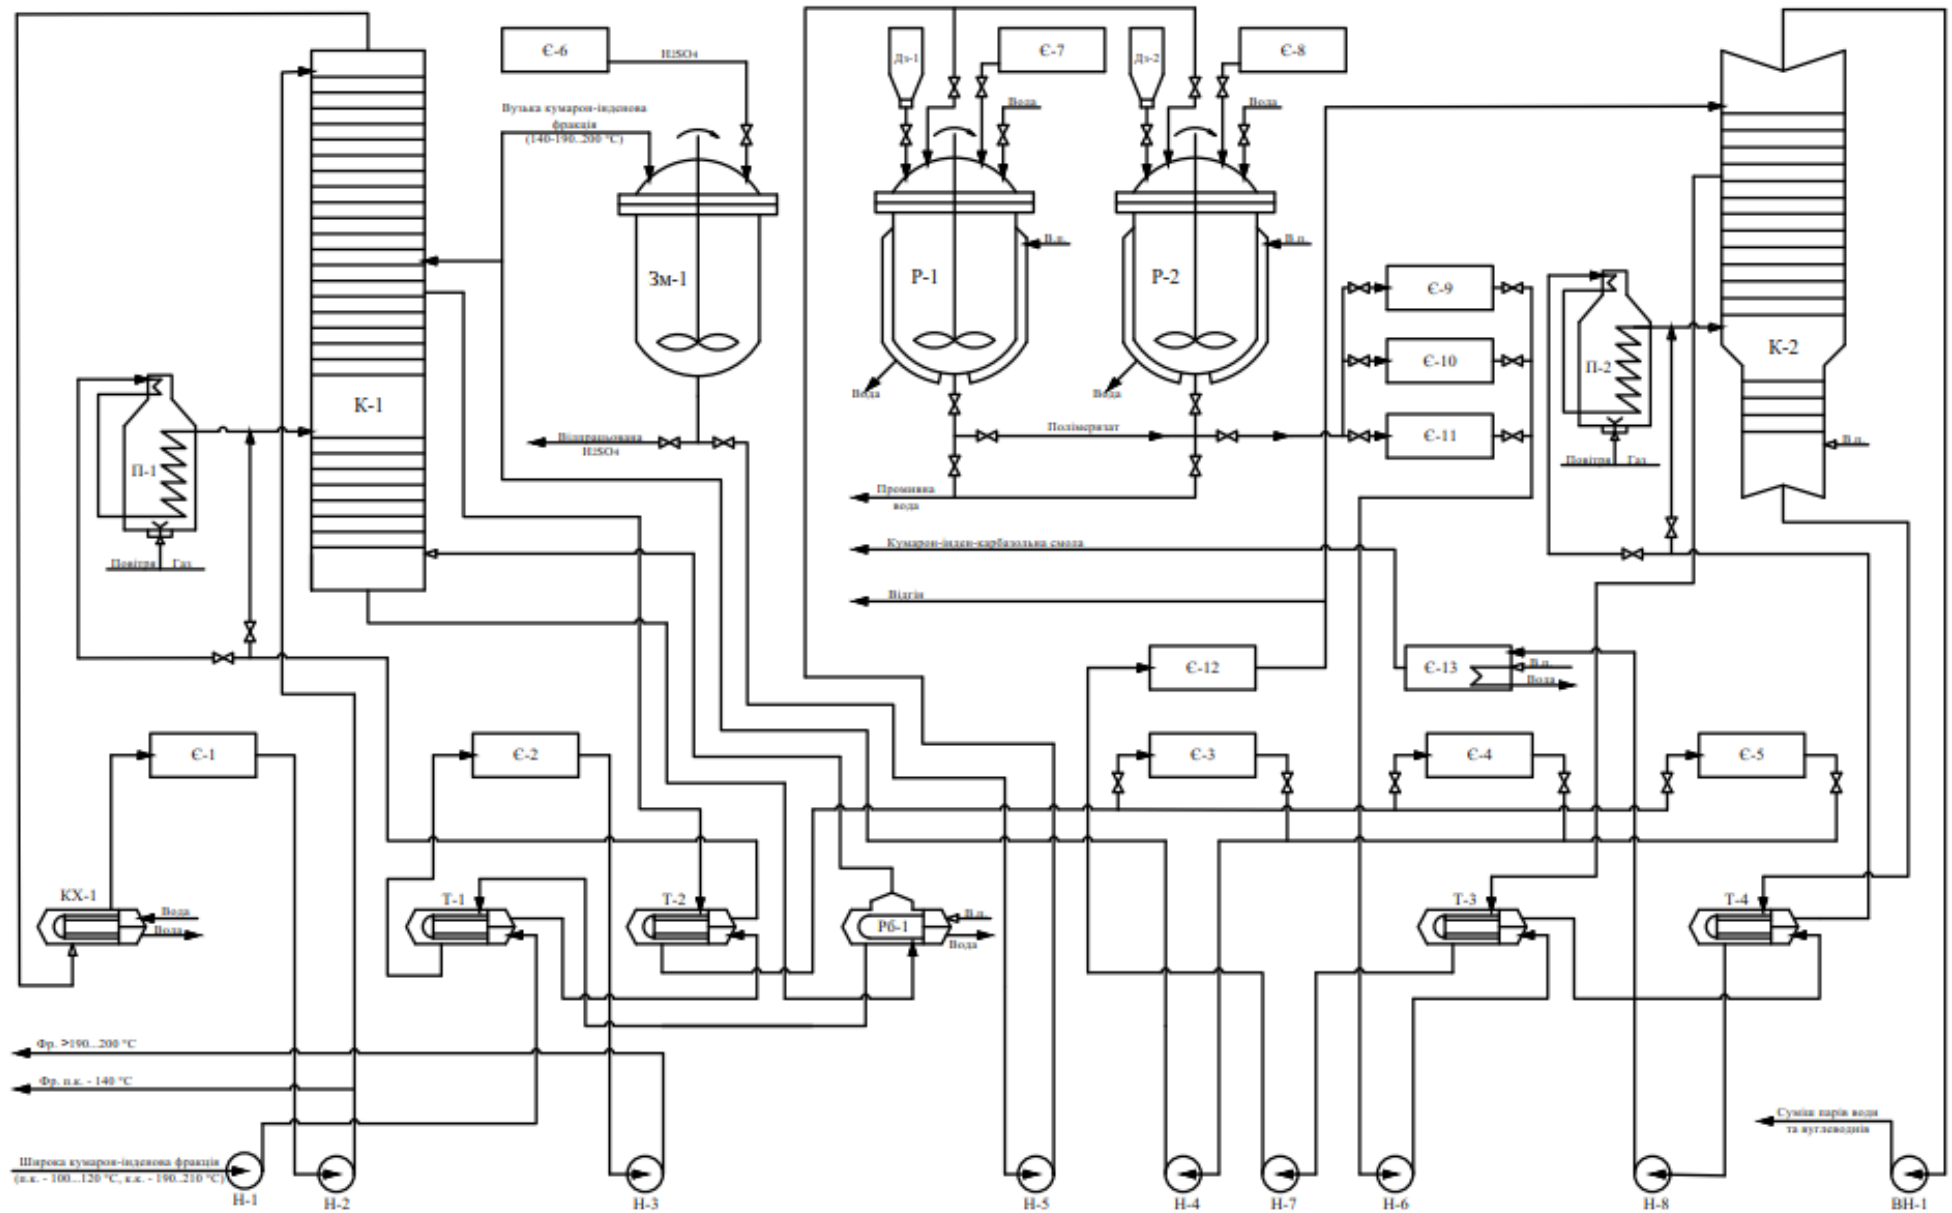 Є-6
H2SO4
Вузька кумарон-інденова
фракція
(140-190..200 °C)
Зм-1
Дз-1
Є-7
Вода
Дз-2
Є-8
Вода
Р-1
В.п.
Р-2
В.п.
Вода
Вода
Є-9
Є-10
Є-11
К-1
К-2
П-1
Повітря
Газ
П-2
Повітря
Газ
В.п.
Відпрацьована
H2SO4
Полімеризат
Промивна
вода
Кумарон-інден-карбазольна смола
Відгін
Є-12
Є-13
В.п.
Вода
Є-1
Є-2
Є-3
Є-4
Є-5
КХ-1
Вода
Вода
Т-1
Т-2
Рб-1
В.п.
Вода
Т-3
Т-4
Фр. >190...200 °C
Фр. п.к. - 140 °C
Широка кумарон-інденова фракція
(п.к. - 100...120 °C, к.к. - 190..210 °C)
Суміш парів води
та вуглеводнів
Н-1
Н-2
Н-3
Н-5
Н-4
Н-7
Н-6
Н-8
ВН-1